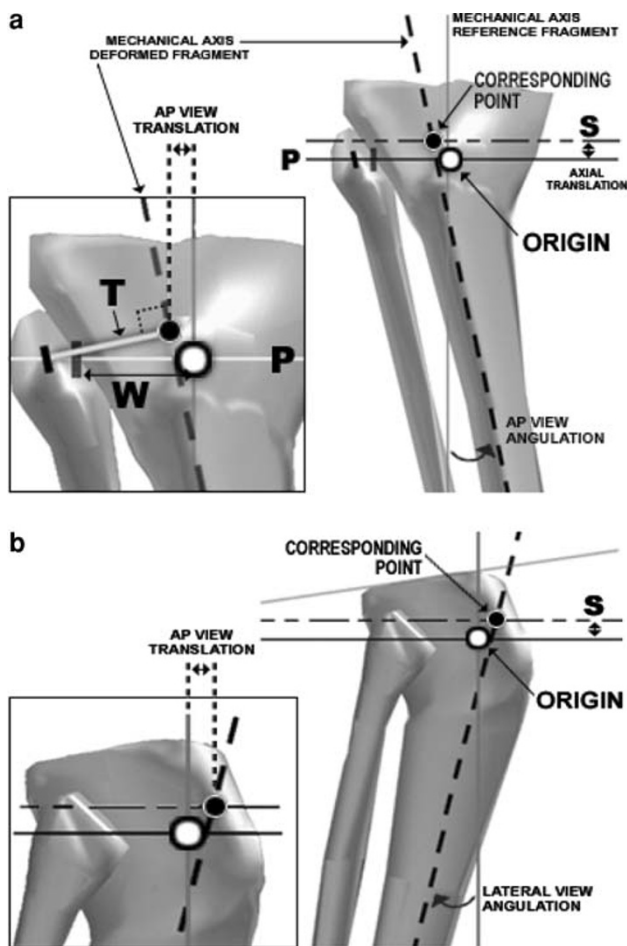 a
MECHANICAL AXIS
DEFORMED FRAGMENT
MECHANICAL AXIS
REFERENCE FRAGMENT
CORRESPONDING
POINT
S
AP VIEW
TRANSLATION
P
AXIAL
TRANSLATION
ORIGIN
T
P
W
AP VIEW
ANGULATION
b
CORRESPONDING
POINT
S
AP VIEW
TRANSLATION
ORIGIN
LATERAL VIEW
ANGULATION